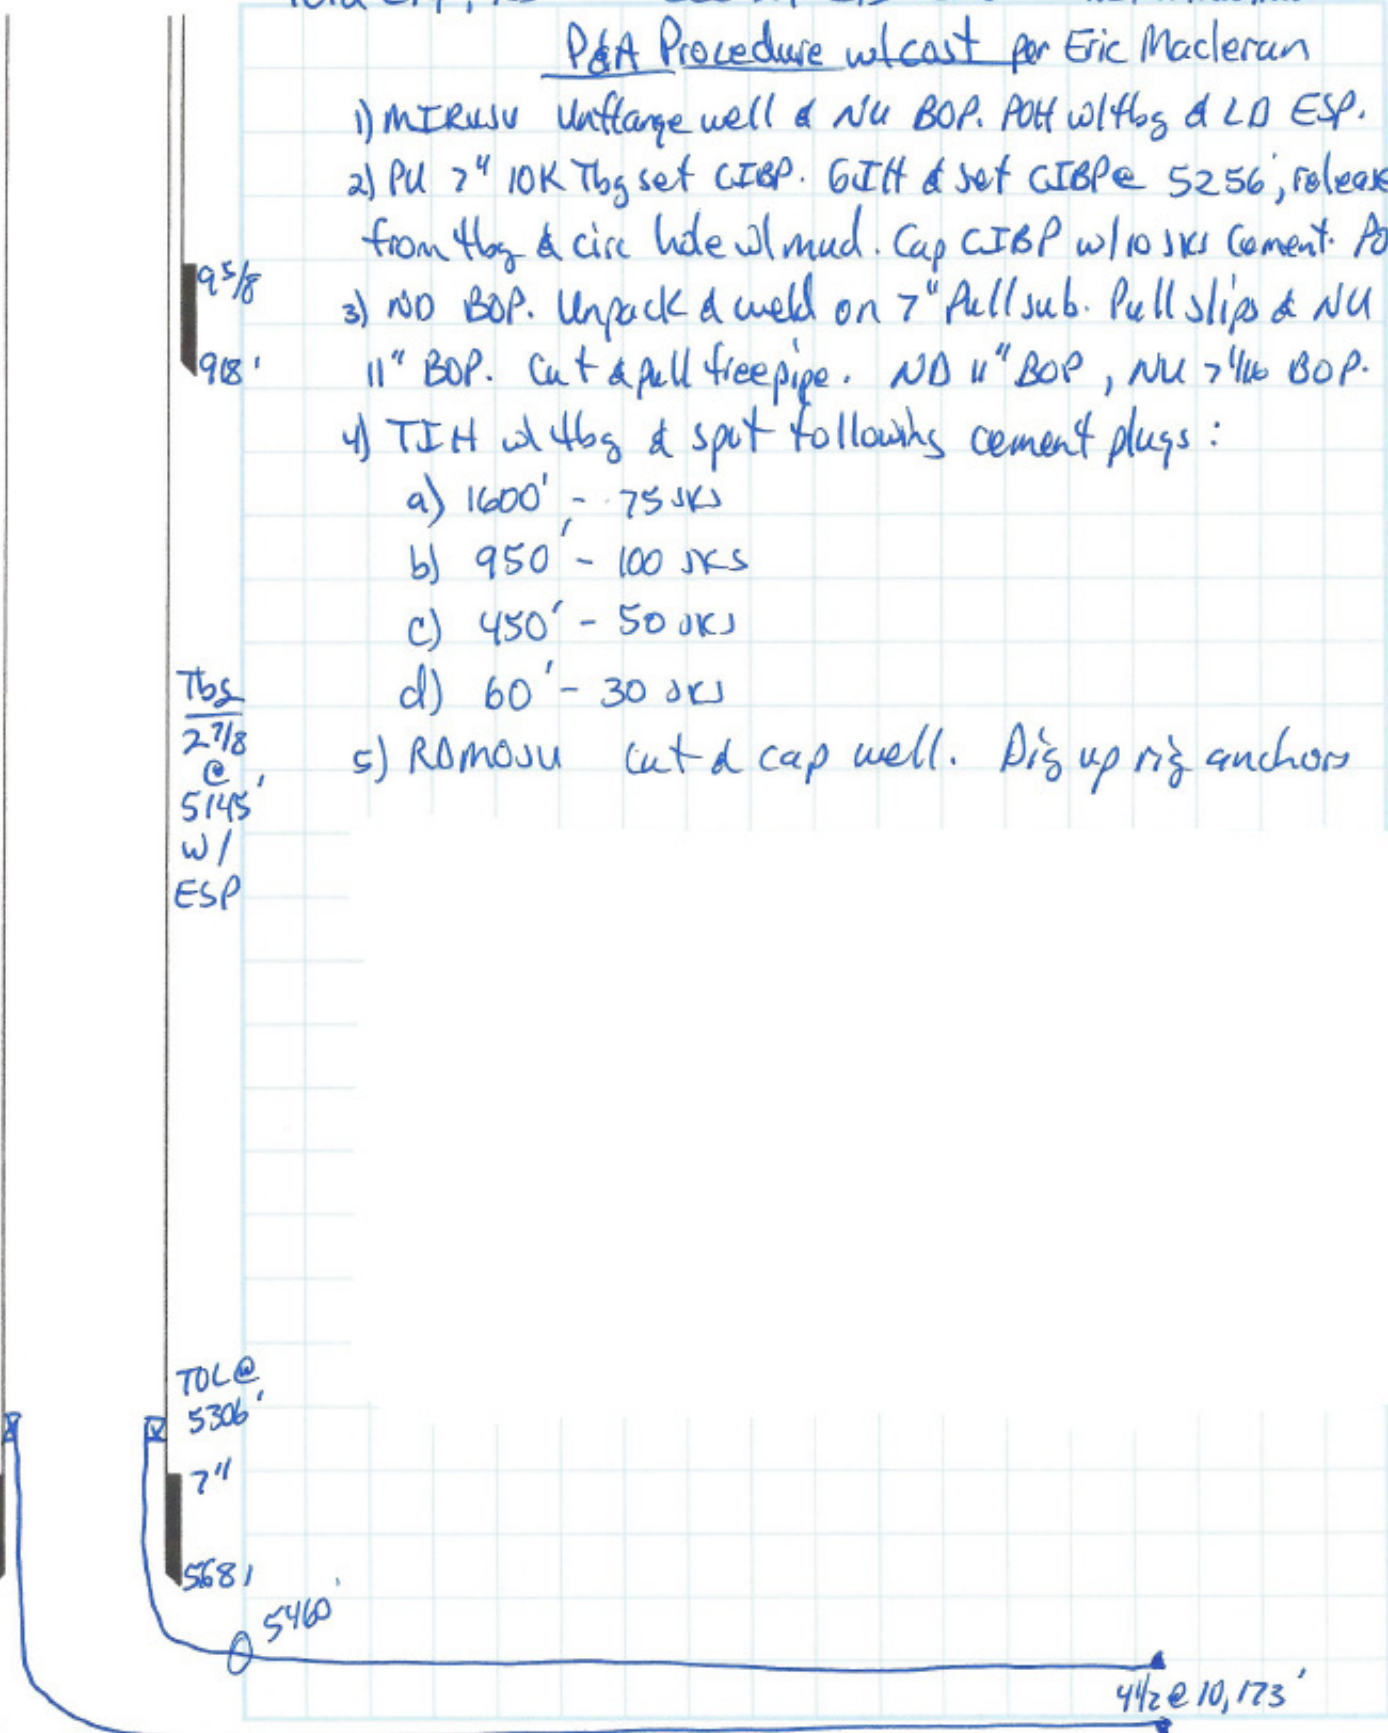 P&A Procedure w/cost per Eric Macleran
1) MIRUSU Unflange well & NU BOP. POH w/tbg & LD ESP.
2) PU 7" 10K Tbg set CIBP. GIH & set CIBP @ 5256', release
from tbg & circ hole w/ mud. Cap CIBP w/10 sks Cement. PO
3) ND BOP. Unpack & weld on 7" Pull sub. Pull slips & NU
11" BOP. Cut & pull free pipe. ND 11" BOP, NU 7 1/16 BOP.
4) TIH w/ tbg & spot following cement plugs:
a) 1600' - 75 sks
b) 950' - 100 sks
c) 450' - 50 sks
d) 60' - 30 sks
5) RDMOSU Cut & cap well. Dig up rig anchors
9 5/8
918'
Tbg
2 7/8
@
5145'
w/
ESP
TOL @
5306'
7"
5681
5460'
4 1/2 @ 10,173'